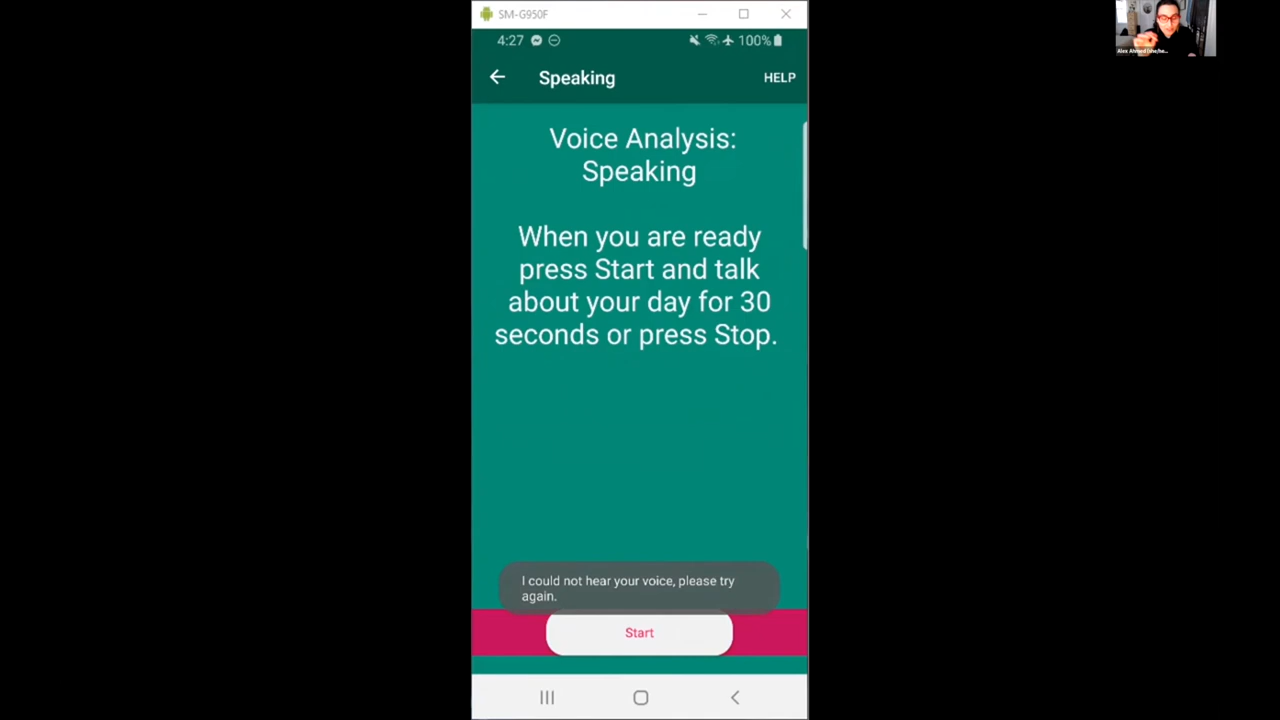 SM-G950F
4:27
100%
Speaking
HELP
Voice Analysis:
Speaking
When you are ready
press Start and talk
about your day for 30
seconds or press Stop.
I could not hear your voice, please try
again.
Start